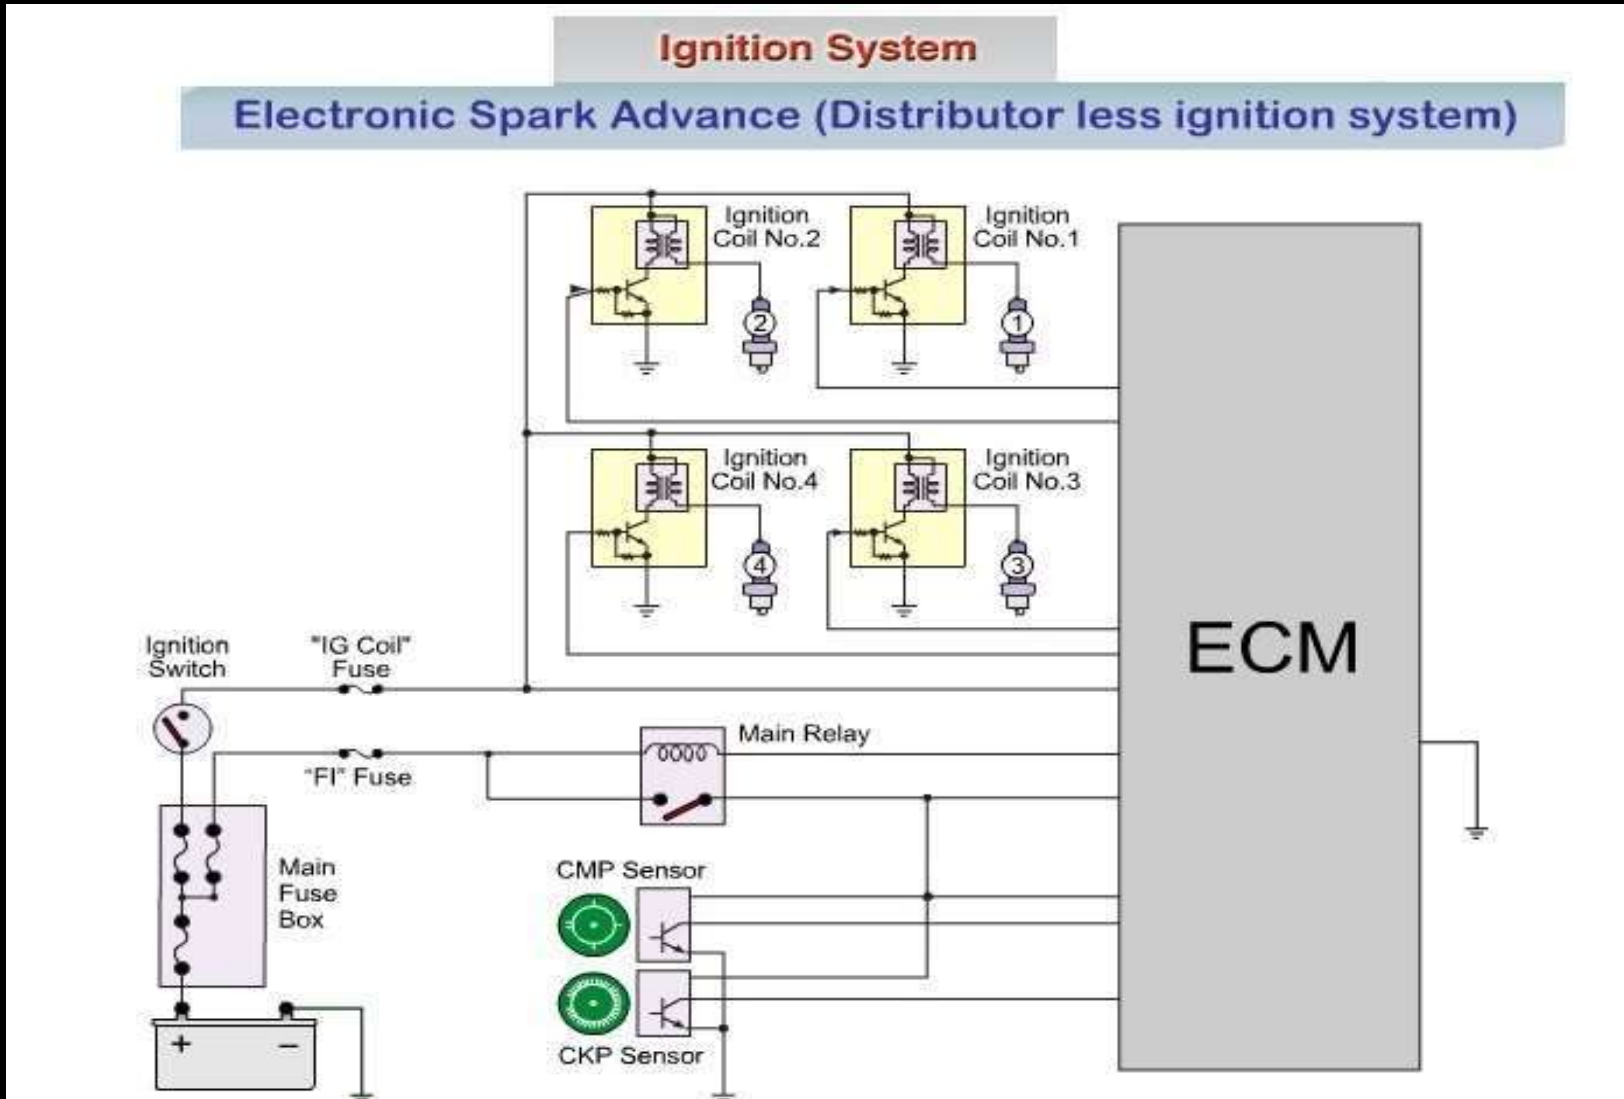 Ignition System
Electronic Spark Advance (Distributor less ignition system)
Ignition
Coil No.2
Ignition
Coil No.1
2
1
Ignition
Coil No.4
Ignition
Coil No.3
4
3
ECM
Ignition
Switch
"IG Coil"
Fuse
Main Relay
"FI" Fuse
Main
Fuse
Box
CMP Sensor
CKP Sensor
+
−